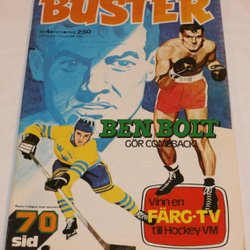 BUSTER
2:50
BEN BOLT
GÖR COMEBACK!
70
sid
Vinn en
FÄRG-TV
till Hockey-VM